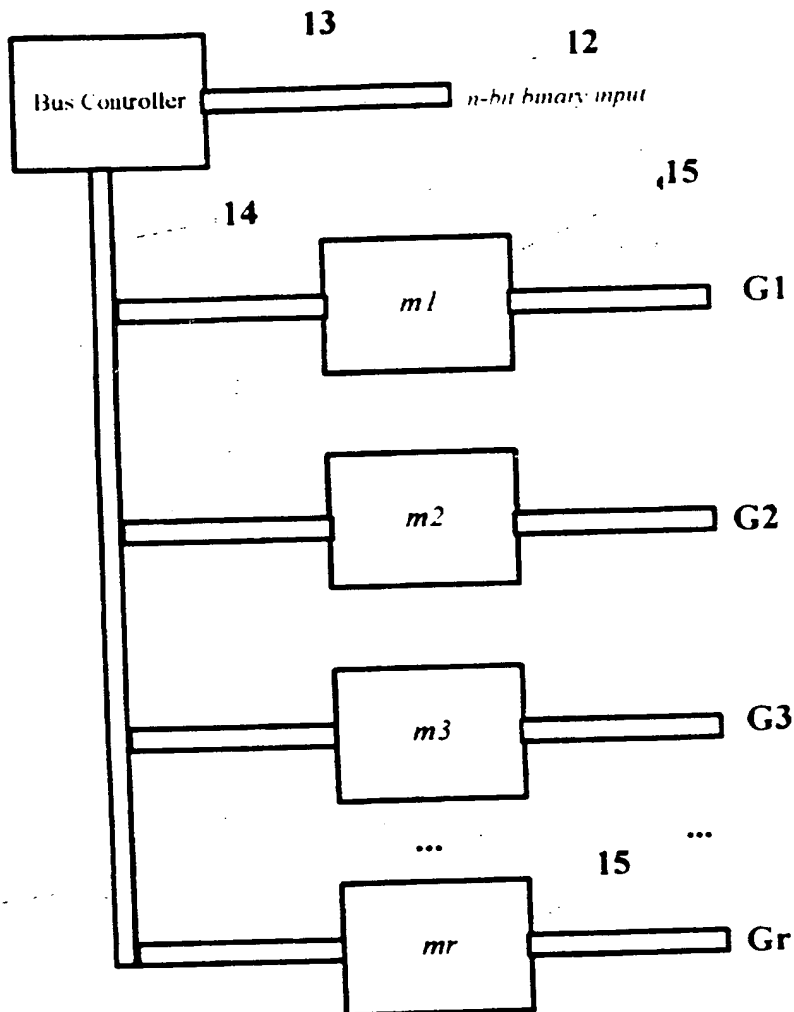 13
12
Bus Controller
n-bit binary input
15
14
m1
G1
m2
G2
m3
G3
...
...
15
mr
Gr